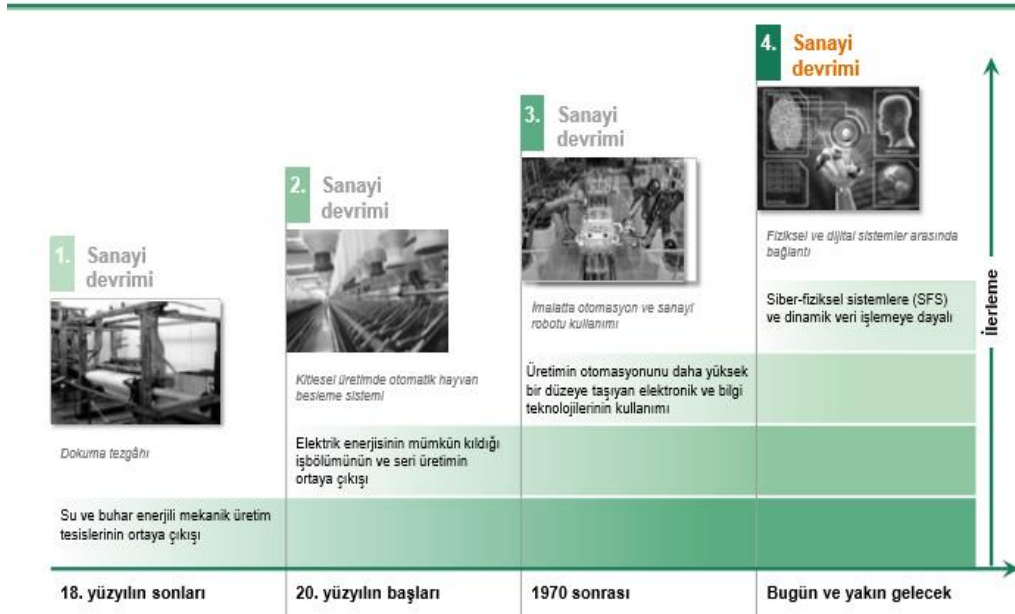 1. Sanayi
devrimi
Dokuma tezgâhı
Su ve buhar enerjili mekanik üretim
tesislerinin ortaya çıkışı
18. yüzyılın sonları
2. Sanayi
devrimi
Kitlesel üretimde otomatik hayvan
besleme sistemi
Elektrik enerjisinin mümkün kıldığı
işbölümünün ve seri üretimin
ortaya çıkışı
20. yüzyılın başları
3. Sanayi
devrimi
İmalatta otomasyon ve sanayi
robotu kullanımı
Üretimin otomasyonunu daha yüksek
bir düzeye taşıyan elektronik ve bilgi
teknolojilerinin kullanımı
1970 sonrası
4. Sanayi
devrimi
Fiziksel ve dijital sistemler arasında
bağlantı
Siber-fiziksel sistemlere (SFS)
ve dinamik veri işlemeye dayalı
Bugün ve yakın gelecek
İlerleme